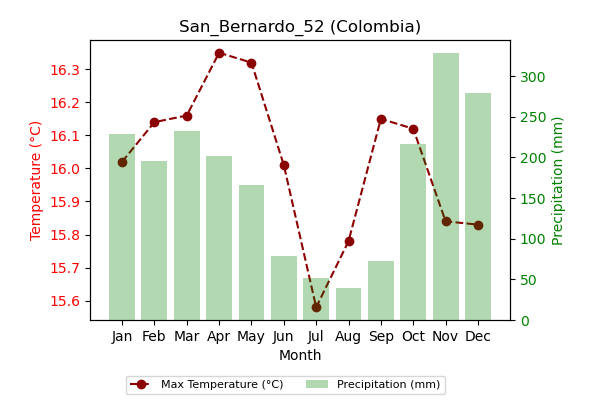 San_Bernardo_52 (Colombia)
16.3
16.2
16.1
16.0
15.9
15.8
15.7
15.6
Temperature (°C)
300
250
200
150
100
50
0
Precipitation (mm)
Jan Feb Mar Apr May Jun Jul Aug Sep Oct Nov Dec
Month
Max Temperature (°C) Precipitation (mm)